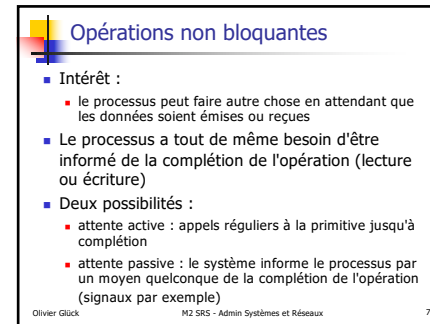 Opérations non bloquantes
Intérêt :
le processus peut faire autre chose en attendant que
les données soient émises ou reçues
Le processus a tout de même besoin d'être
informé de la complétion de l'opération (lecture
ou écriture)
Deux possibilités :
attente active : appels réguliers à la primitive jusqu'à
complétion
attente passive : le système informe le processus par
un moyen quelconque de la complétion de l'opération
(signaux par exemple)
Olivier Glück M2 SRS - Admin Systèmes et Réseaux 7